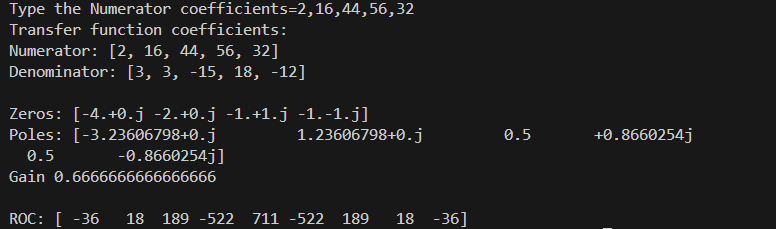 Type the Numerator coefficients=2,16,44,56,32
Transfer function coefficients:
Numerator: [2, 16, 44, 56, 32]
Denominator: [3, 3, -15, 18, -12]
Zeros: [-4.+0.j -2.+0.j -1.+1.j -1.-1.j]
Poles: [-3.23606798+0.j         1.23606798+0.j         0.5       +0.8660254j
  0.5       -0.8660254j]
Gain 0.6666666666666666
ROC: [ -36   18  189 -522  711 -522  189   18  -36]